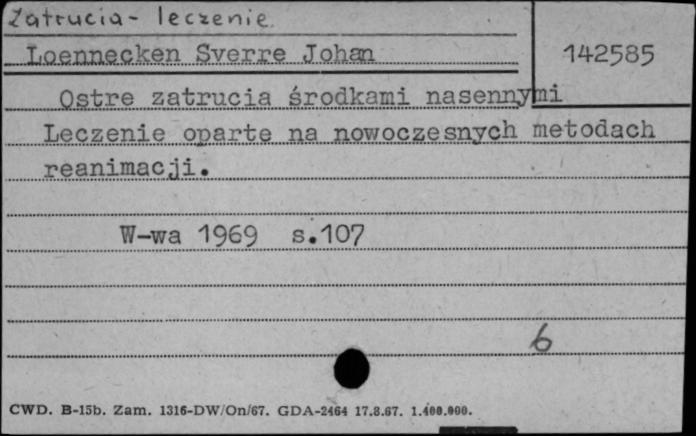 Zatrucia - leczenie.
Loennecken Sverre Johan
142585
Ostre zatrucia środkami nasennymi
Leczenie oparte na nowoczesnych metodach
reanimacji.
W-wa 1969 s.107
6
CWD. B-15b. Zam. 1316-DW/On/67. GDA-2464 17.8.67. 1.400.000.